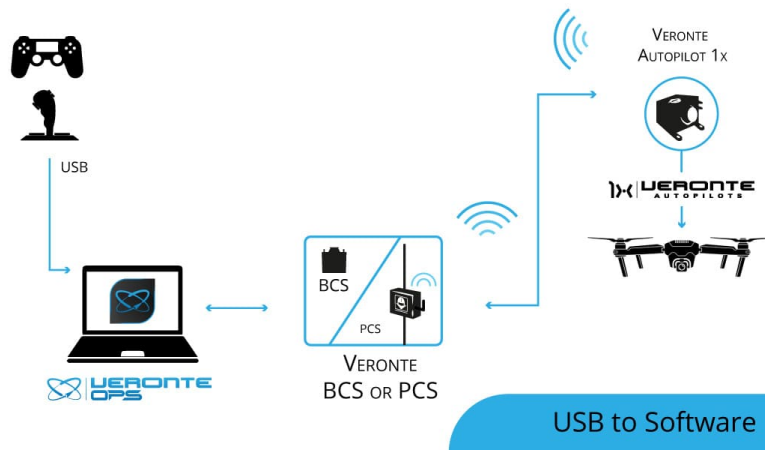 VERONTE
AUTOPILOT 1X
USB
1X VERONTE
AUTOPILOTS
BCS
PCS
VERONTE
BCS OR PCS
VERONTE
OPS
USB to Software